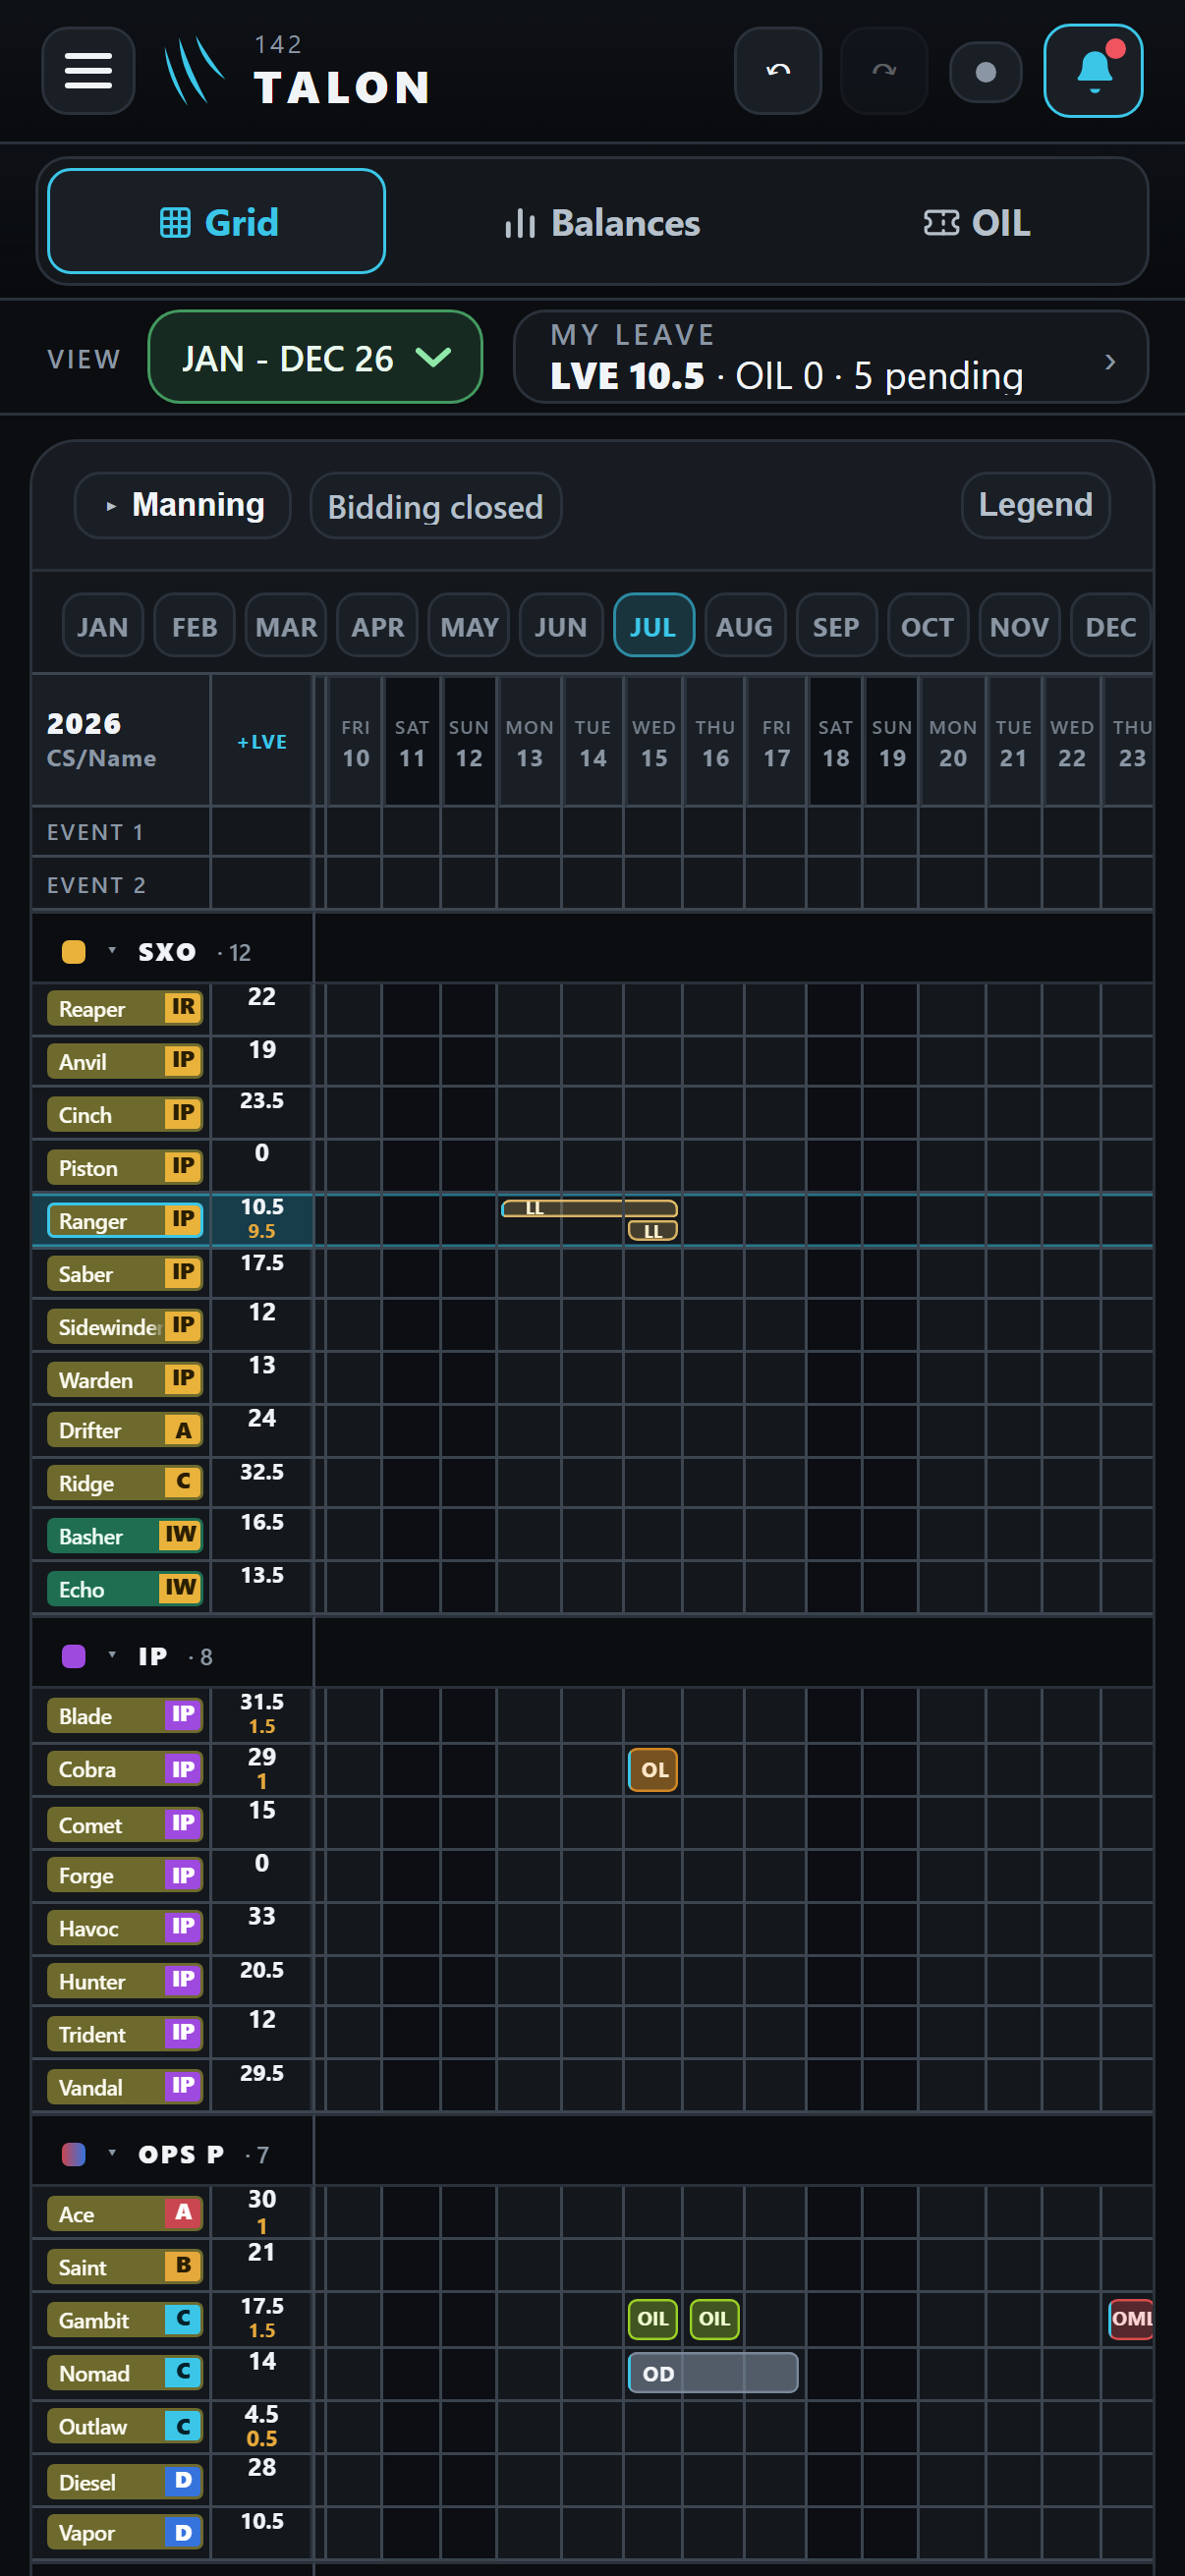 142
TALON
Grid
Balances
OIL
VIEW
JAN - DEC 26
MY LEAVE
LVE 10.5 · OIL 0 · 5 pending
Manning
Bidding closed
Legend
JAN FEB MAR APR MAY JUN JUL AUG SEP OCT NOV DEC
2026
CS/Name
+LVE
FRI SAT SUN MON TUE WED THU FRI SAT SUN MON TUE WED THU
10 11 12 13 14 15 16 17 18 19 20 21 22 23
EVENT 1
EVENT 2
SXO · 12
Reaper IR 22
Anvil IP 19
Cinch IP 23.5
Piston IP 0
Ranger IP 10.5 LL
9.5 LL
Saber IP 17.5
Sidewinder IP 12
Warden IP 13
Drifter A 24
Ridge C 32.5
Basher IW 16.5
Echo IW 13.5
IP · 8
Blade IP 31.5
1.5
Cobra IP 29 OL
1
Comet IP 15
Forge IP 0
Havoc IP 33
Hunter IP 20.5
Trident IP 12
Vandal IP 29.5
OPS P · 7
Ace A 30
1
Saint B 21
Gambit C 17.5 OIL OIL OML
1.5
Nomad C 14 OD
Outlaw C 4.5
0.5
Diesel D 28
Vapor D 10.5